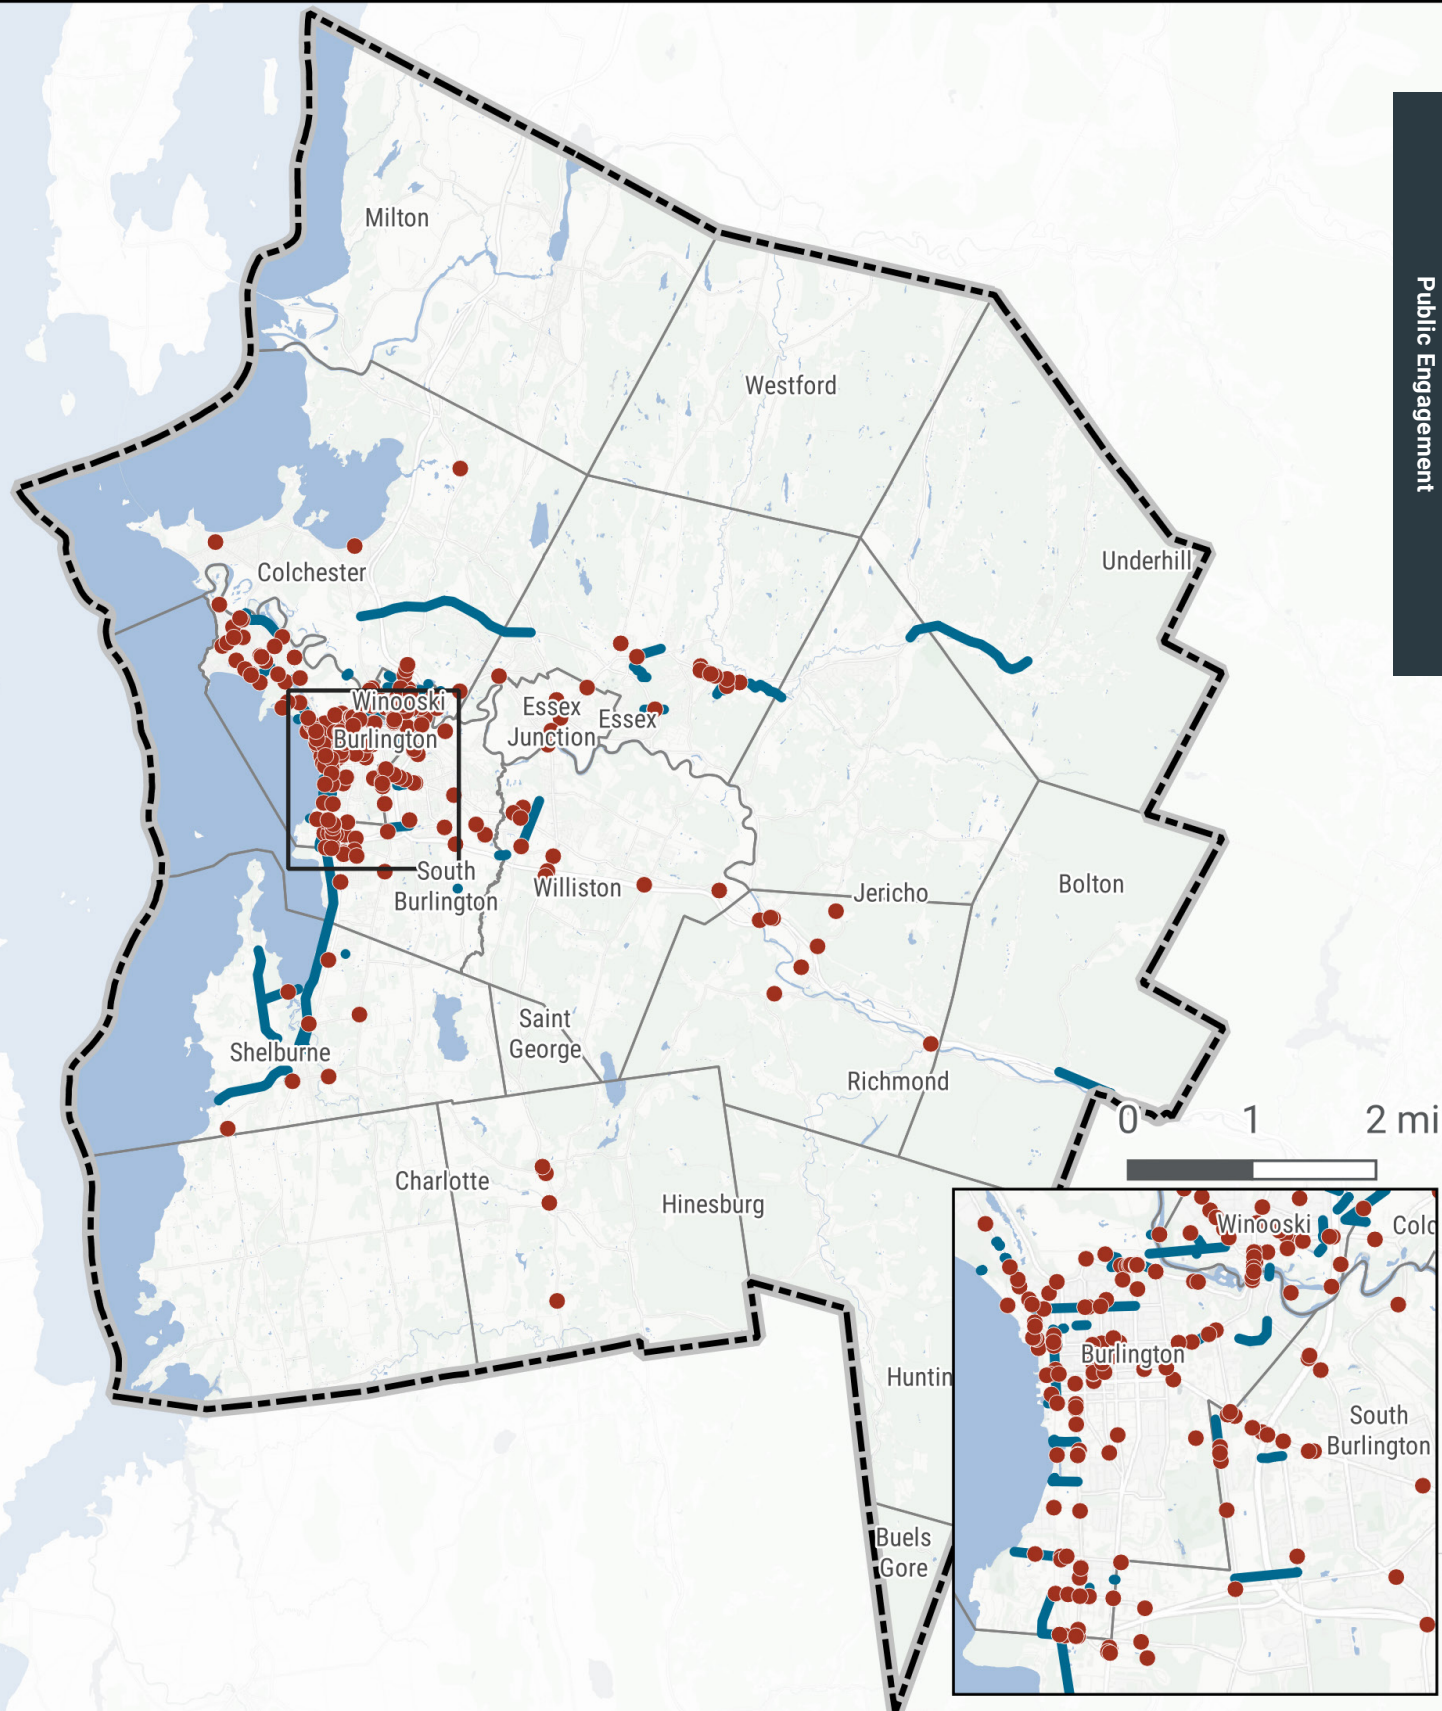 Milton
Public Engagement
Westford
Underhill
Colchester
Winooski
Essex
Junction
Essex
Burlington
South
Burlington
Williston
Jericho
Bolton
Saint
George
Shelburne
Richmond
0 1 2 mi
Charlotte
Hinesburg
Winooski
Colc
Burlington
Huntin
South
Burlington
Buels
Gore